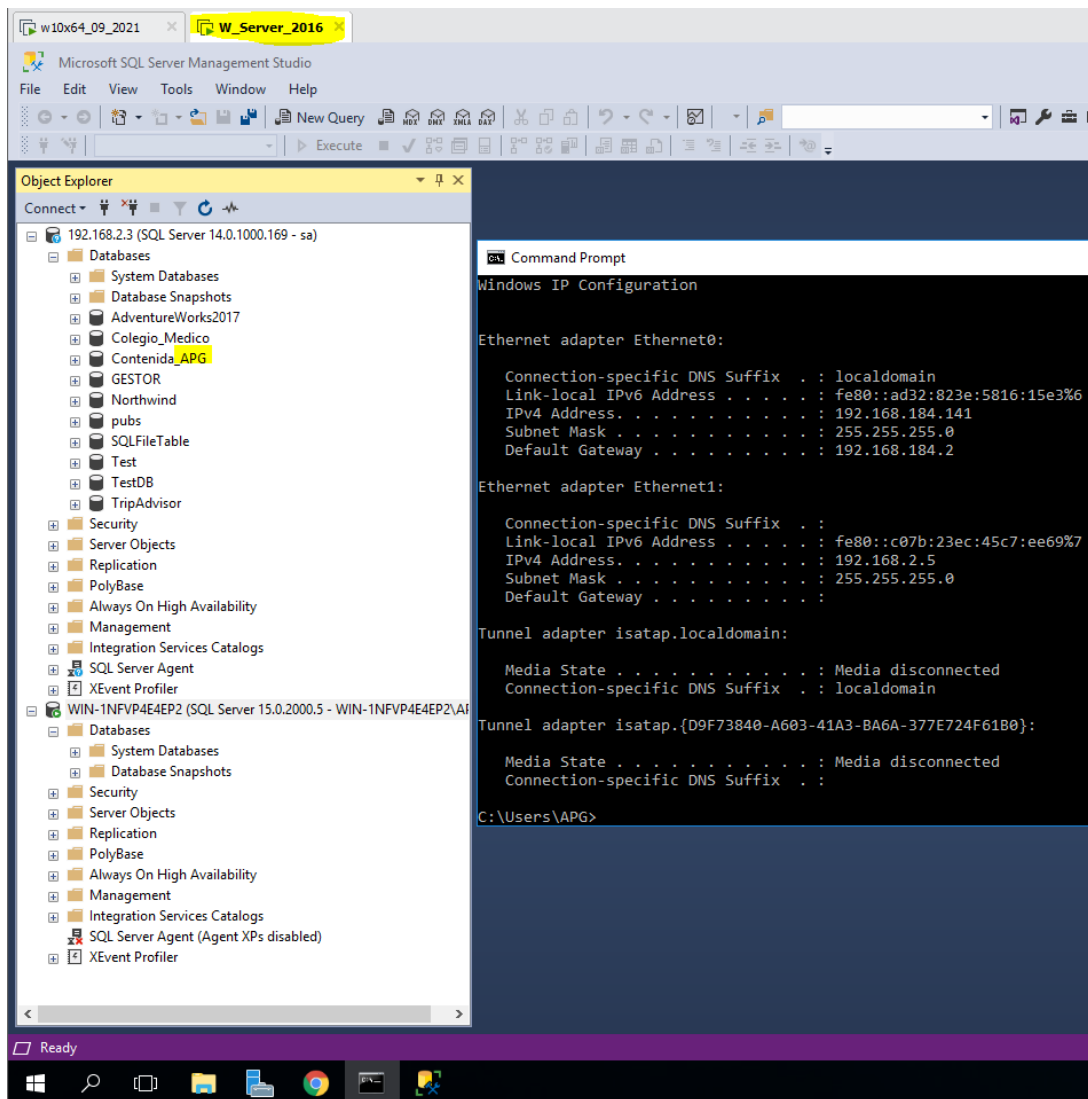 w10x64_09_2021
W_Server_2016
Microsoft SQL Server Management Studio
File Edit View Tools Window Help
New Query MDX DMX XMLA DAX
Execute
Object Explorer
Connect
192.168.2.3 (SQL Server 14.0.1000.169 - sa)
Databases
System Databases
Database Snapshots
AdventureWorks2017
Colegio_Medico
Contenida_APG
GESTOR
Northwind
pubs
SQLFileTable
Test
TestDB
TripAdvisor
Security
Server Objects
Replication
PolyBase
Always On High Availability
Management
Integration Services Catalogs
SQL Server Agent
XEvent Profiler
WIN-1NFVP4E4EP2 (SQL Server 15.0.2000.5 - WIN-1NFVP4E4EP2\AP
Databases
System Databases
Database Snapshots
Security
Server Objects
Replication
PolyBase
Always On High Availability
Management
Integration Services Catalogs
SQL Server Agent (Agent XPs disabled)
XEvent Profiler
Command Prompt
Windows IP Configuration
Ethernet adapter Ethernet0:
Connection-specific DNS Suffix . : localdomain
Link-local IPv6 Address . . . . . : fe80::ad32:823e:5816:15e3%6
IPv4 Address. . . . . . . . . . . : 192.168.184.141
Subnet Mask . . . . . . . . . . . : 255.255.255.0
Default Gateway . . . . . . . . . : 192.168.184.2
Ethernet adapter Ethernet1:
Connection-specific DNS Suffix . :
Link-local IPv6 Address . . . . . : fe80::c07b:23ec:45c7:ee69%7
IPv4 Address. . . . . . . . . . . : 192.168.2.5
Subnet Mask . . . . . . . . . . . : 255.255.255.0
Default Gateway . . . . . . . . . :
Tunnel adapter isatap.localdomain:
Media State . . . . . . . . . . . : Media disconnected
Connection-specific DNS Suffix . : localdomain
Tunnel adapter isatap.{D9F73840-A603-41A3-BA6A-377E724F61B0}:
Media State . . . . . . . . . . . : Media disconnected
Connection-specific DNS Suffix . :
C:\Users\APG>
Ready